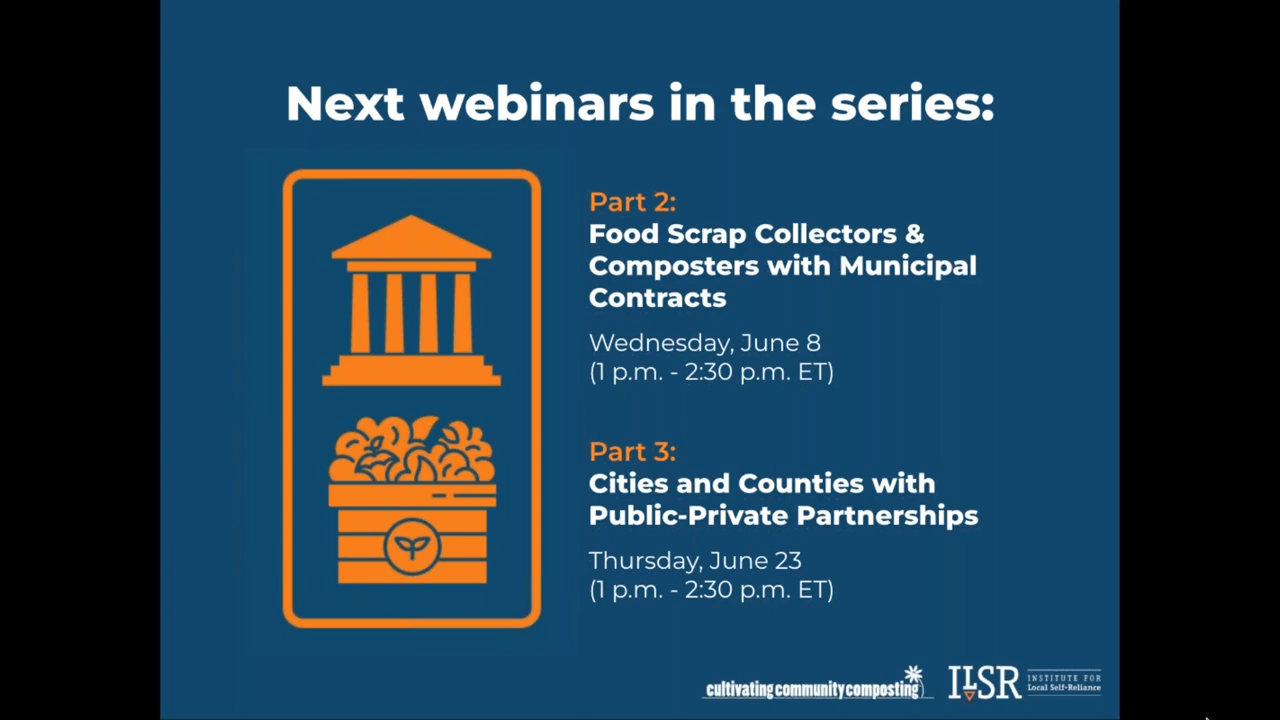 Next webinars in the series:
Part 2:
Food Scrap Collectors &
Composters with Municipal
Contracts
Wednesday, June 8
(1 p.m. - 2:30 p.m. ET)
Part 3:
Cities and Counties with
Public-Private Partnerships
Thursday, June 23
(1 p.m. - 2:30 p.m. ET)
cultivating community composting
ILSR
INSTITUTE FOR
Local Self-Reliance